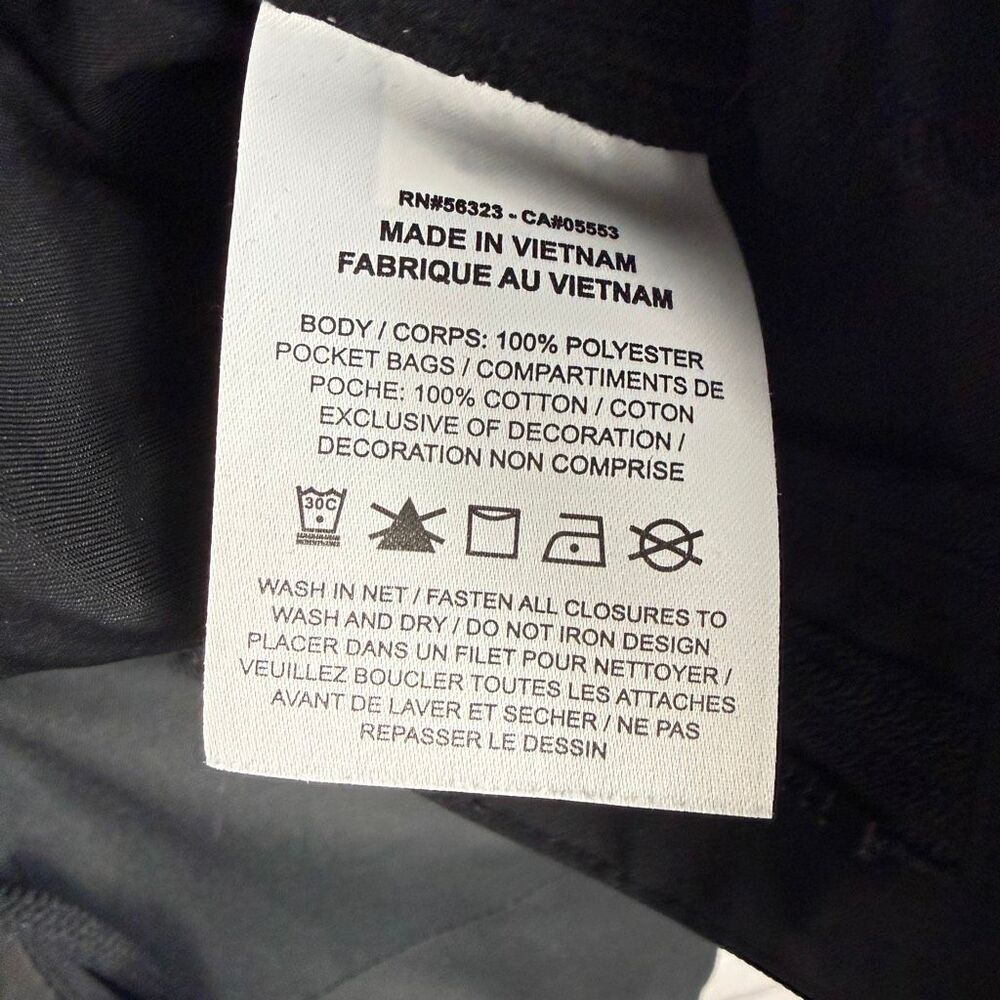 RN#56323 - CA#05553
MADE IN VIETNAM
FABRIQUE AU VIETNAM
BODY / CORPS: 100% POLYESTER
POCKET BAGS / COMPARTIMENTS DE
POCHE: 100% COTTON / COTON
EXCLUSIVE OF DECORATION /
DECORATION NON COMPRISE
30C
WASH IN NET / FASTEN ALL CLOSURES TO
WASH AND DRY / DO NOT IRON DESIGN
PLACER DANS UN FILET POUR NETTOYER /
VEUILLEZ BOUCLER TOUTES LES ATTACHES
AVANT DE LAVER ET SECHER / NE PAS
REPASSER LE DESSIN